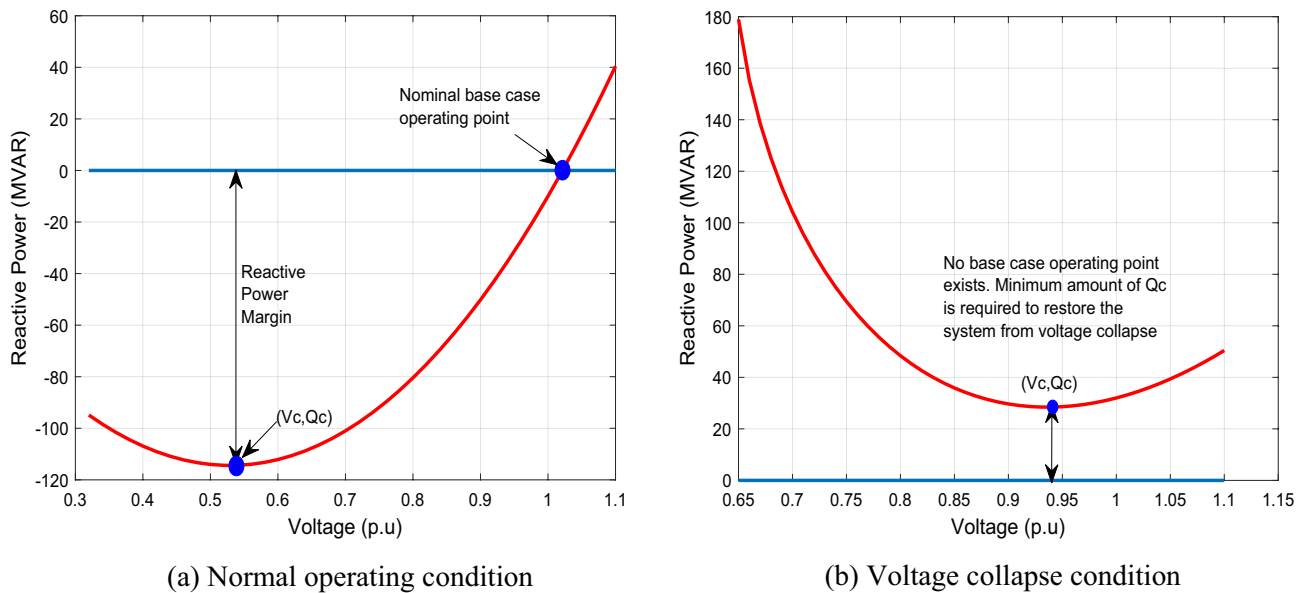 60
40
20
0
-20
-40
-60
-80
-100
-120
Reactive Power (MVAR)
Nominal base case
operating point
Reactive
Power
Margin
(Vc,Qc)
0.3 0.4 0.5 0.6 0.7 0.8 0.9 1 1.1
Voltage (p.u)
(a) Normal operating condition
180
160
140
120
100
80
60
40
20
0
Reactive Power (MVAR)
No base case operating point
exists. Minimum amount of Qc
is required to restore the
system from voltage collapse
(Vc,Qc)
0.65 0.7 0.75 0.8 0.85 0.9 0.95 1 1.05 1.1 1.15
Voltage (p.u)
(b) Voltage collapse condition